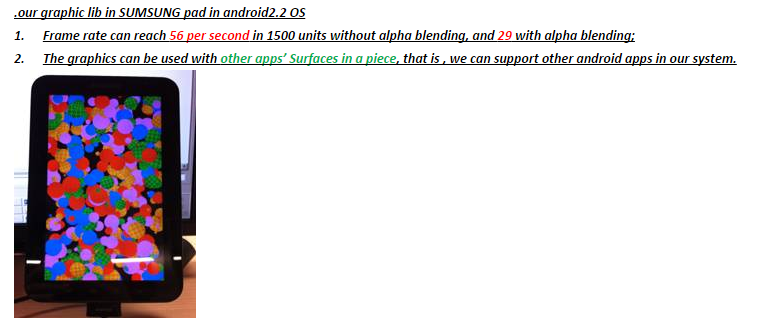 .our graphic lib in SUMSUNG pad in android2.2 OS
1. Frame rate can reach 56 per second in 1500 units without alpha blending, and 29 with alpha blending;
2. The graphics can be used with other apps' Surfaces in a piece, that is , we can support other android apps in our system.